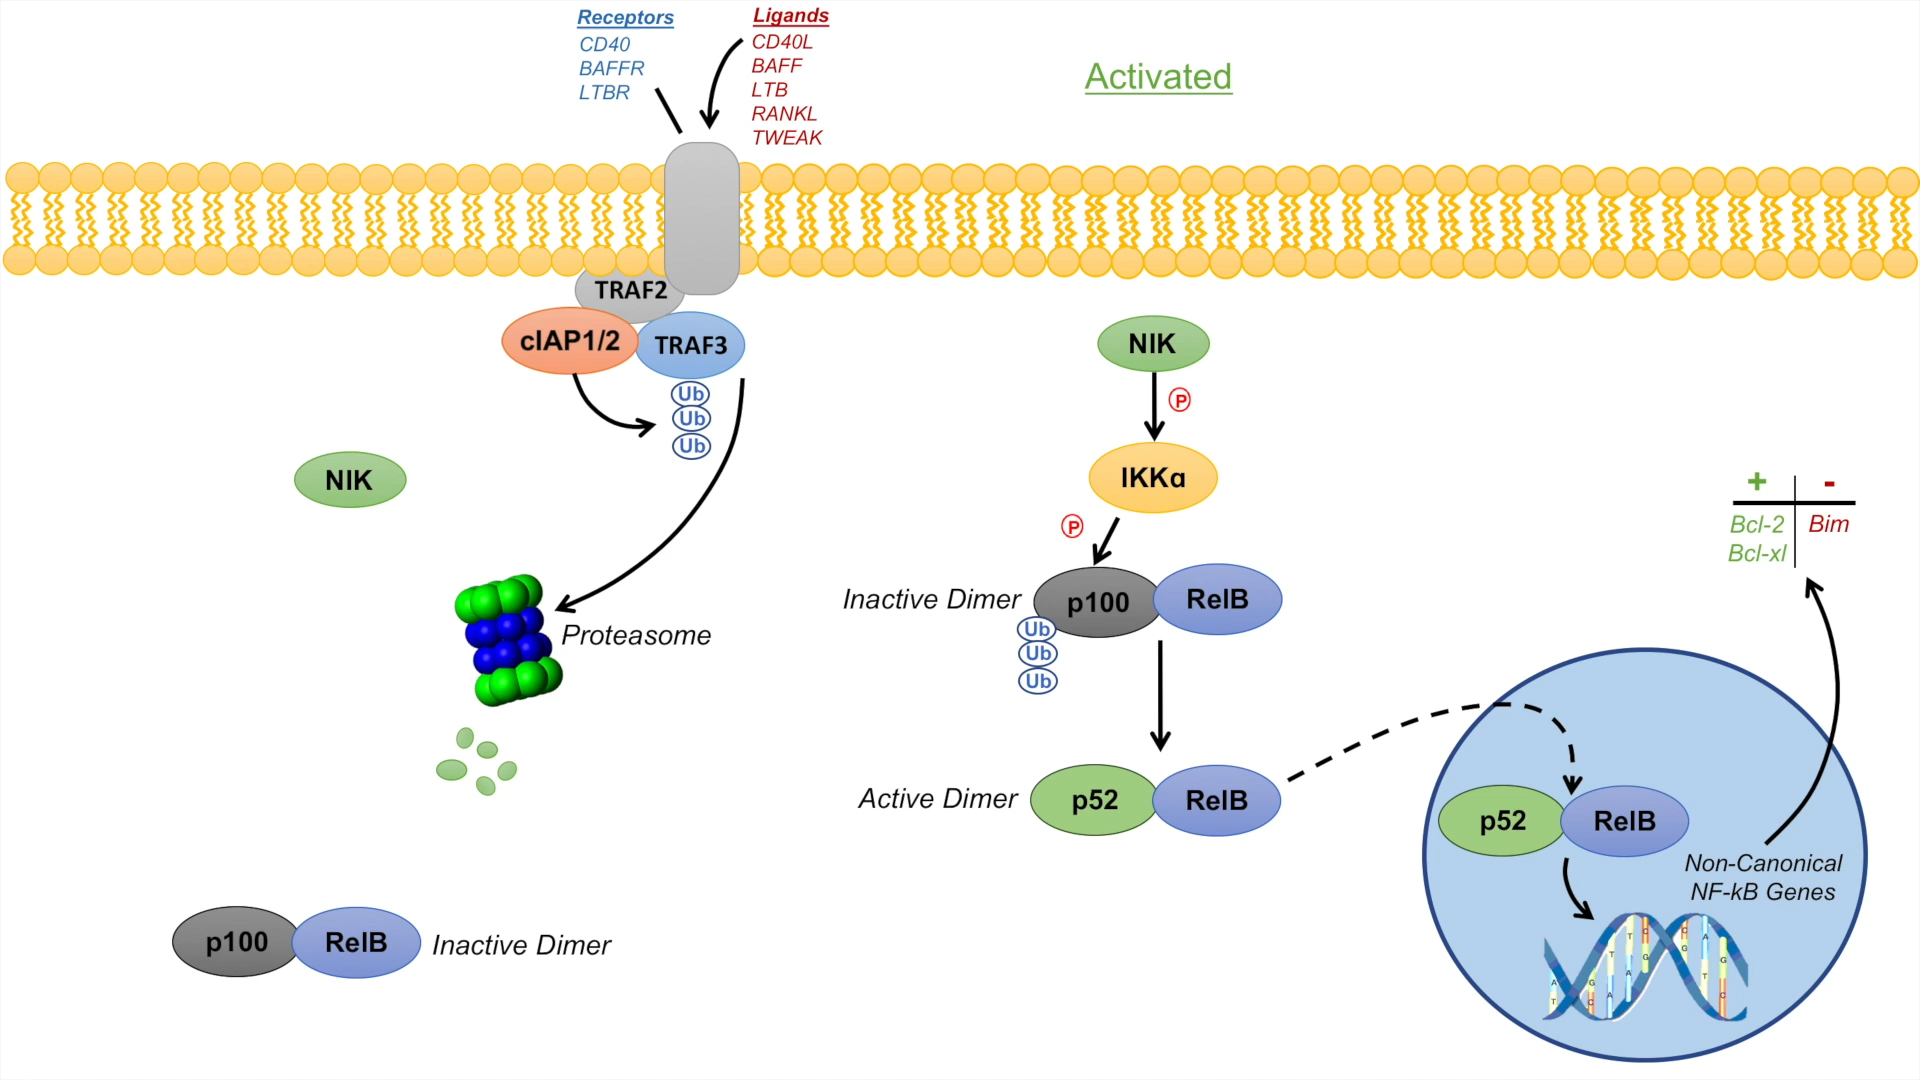 Receptors
CD40
BAFFR
LTBR
Ligands
CD40L
BAFF
LTB
RANKL
TWEAK
Activated
TRAF2
cIAP1/2
TRAF3
Ub
Ub
Ub
NIK
Proteasome
p100
RelB
Inactive Dimer
NIK
P
IKKα
P
Inactive Dimer
p100
RelB
Ub
Ub
Ub
Active Dimer
p52
RelB
+
-
Bcl-2
Bim
Bcl-xl
p52
RelB
Non-Canonical
NF-kB Genes
A
T
G
C
A
T
A
T
C
G
C
G
A
T
G
C